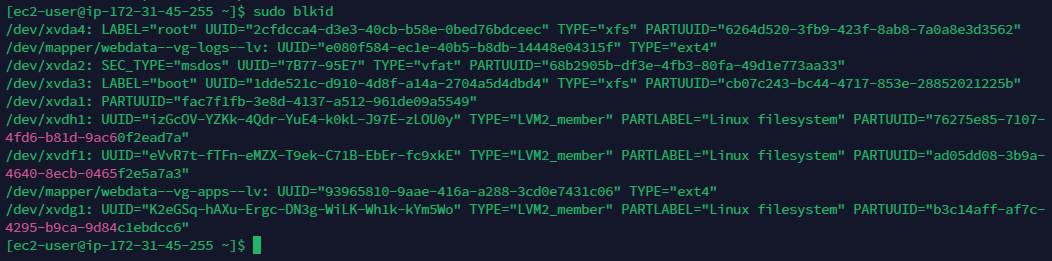 [ec2-user@ip-172-31-45-255 ~]$ sudo blkid
/dev/xvda4: LABEL="root" UUID="2cfdcca4-d3e3-40cb-b58e-0bed76bdceec" TYPE="xfs" PARTUUID="6264d520-3fb9-423f-8ab8-7a0a8e3d3562"
/dev/mapper/webdata--vg-logs--lv: UUID="e080f584-ec1e-40b5-b8db-14448e04315f" TYPE="ext4"
/dev/xvda2: SEC_TYPE="msdos" UUID="7B77-95E7" TYPE="vfat" PARTUUID="68b2905b-df3e-4fb3-80fa-49d1e773aa33"
/dev/xvda3: LABEL="boot" UUID="1dde521c-d910-4d8f-a14a-2704a5d4dbd4" TYPE="xfs" PARTUUID="cb07c243-bc44-4717-853e-28852021225b"
/dev/xvda1: PARTUUID="fac7f1fb-3e8d-4137-a512-961de09a5549"
/dev/xvdh1: UUID="izGcOV-YZKk-4Qdr-YuE4-k0kL-J97E-zLOU0y" TYPE="LVM2_member" PARTLABEL="Linux filesystem" PARTUUID="76275e85-7107-
4fd6-b81d-9ac60f2ead7a"
/dev/xvdf1: UUID="eVvR7t-fTFn-eMZX-T9ek-C71B-EbEr-fc9xkE" TYPE="LVM2_member" PARTLABEL="Linux filesystem" PARTUUID="ad05dd08-3b9a-
4640-8ecb-0465f2e5a7a3"
/dev/mapper/webdata--vg-apps--lv: UUID="93965810-9aae-416a-a288-3cd0e7431c06" TYPE="ext4"
/dev/xvdg1: UUID="K2eGSq-hAXu-Ergc-DN3g-WiLK-Wh1k-kYm5Wo" TYPE="LVM2_member" PARTLABEL="Linux filesystem" PARTUUID="b3c14aff-af7c-
4295-b9ca-9d84c1ebdcc6"
[ec2-user@ip-172-31-45-255 ~]$